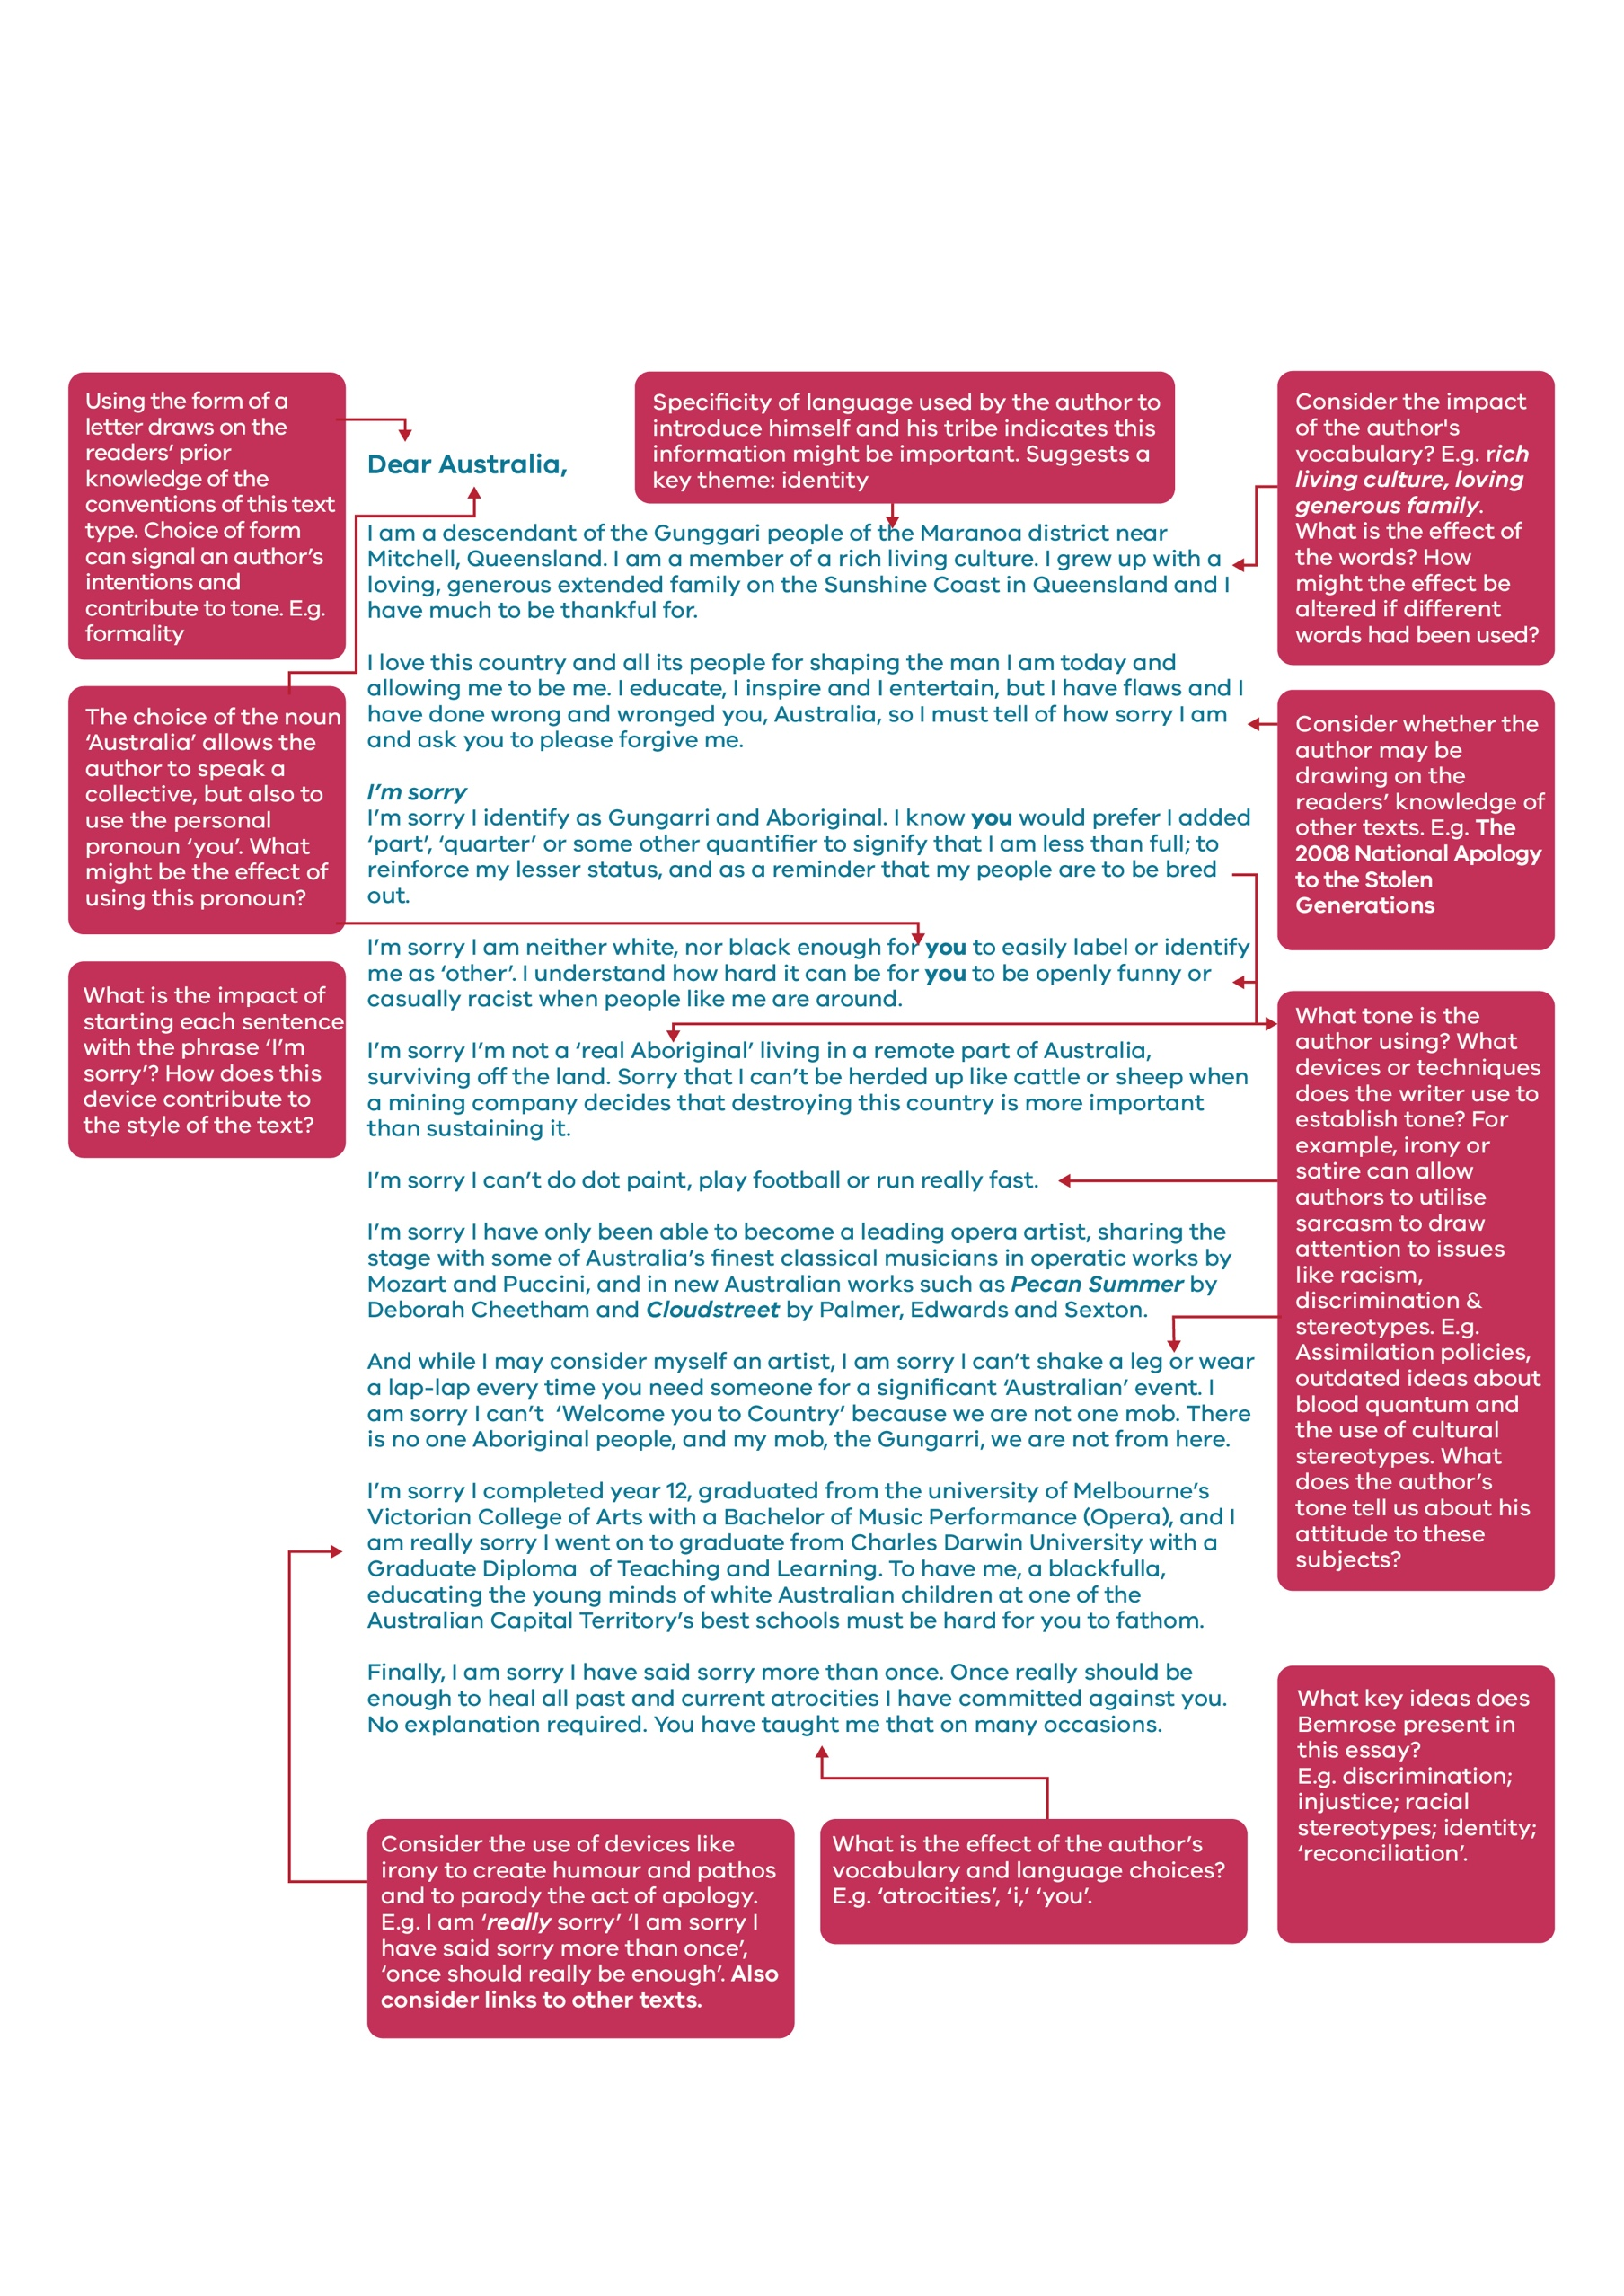 Using the form of a
letter draws on the
readers’ prior
knowledge of the
conventions of this text
type. Choice of form
can signal an author’s
intentions and
contribute to tone. E.g.
formality
The choice of the noun
‘Australia’ allows the
author to speak a
collective, but also to
use the personal
pronoun ‘you’. What
might be the effect of
using this pronoun?
What is the impact of
starting each sentence
with the phrase ‘I’m
sorry’? How does this
device contribute to
the style of the text?
Specificity of language used by the author to
introduce himself and his tribe indicates this
information might be important. Suggests a
key theme: identity
Dear Australia,
I am a descendant of the Gunggari people of the Maranoa district near
Mitchell, Queensland. I am a member of a rich living culture. I grew up with a
loving, generous extended family on the Sunshine Coast in Queensland and I
have much to be thankful for.
I love this country and all its people for shaping the man I am today and
allowing me to be me. I educate, I inspire and I entertain, but I have flaws and I
have done wrong and wronged you, Australia, so I must tell of how sorry I am
and ask you to please forgive me.
I’m sorry
I’m sorry I identify as Gungarri and Aboriginal. I know you would prefer I added
‘part’, ‘quarter’ or some other quantifier to signify that I am less than full; to
reinforce my lesser status, and as a reminder that my people are to be bred
out.
I’m sorry I am neither white, nor black enough for you to easily label or identify
me as ‘other’. I understand how hard it can be for you to be openly funny or
casually racist when people like me are around.
I’m sorry I’m not a ‘real Aboriginal’ living in a remote part of Australia,
surviving off the land. Sorry that I can’t be herded up like cattle or sheep when
a mining company decides that destroying this country is more important
than sustaining it.
I’m sorry I can’t do dot paint, play football or run really fast.
I’m sorry I have only been able to become a leading opera artist, sharing the
stage with some of Australia’s finest classical musicians in operatic works by
Mozart and Puccini, and in new Australian works such as Pecan Summer by
Deborah Cheetham and Cloudstreet by Palmer, Edwards and Sexton.
And while I may consider myself an artist, I am sorry I can’t shake a leg or wear
a lap-lap every time you need someone for a significant ‘Australian’ event. I
am sorry I can’t ‘Welcome you to Country’ because we are not one mob. There
is no one Aboriginal people, and my mob, the Gungarri, we are not from here.
I’m sorry I completed year 12, graduated from the university of Melbourne’s
Victorian College of Arts with a Bachelor of Music Performance (Opera), and I
am really sorry I went on to graduate from Charles Darwin University with a
Graduate Diploma of Teaching and Learning. To have me, a blackfulla,
educating the young minds of white Australian children at one of the
Australian Capital Territory’s best schools must be hard for you to fathom.
Finally, I am sorry I have said sorry more than once. Once really should be
enough to heal all past and current atrocities I have committed against you.
No explanation required. You have taught me that on many occasions.
Consider the impact
of the author's
vocabulary? E.g. rich
living culture, loving
generous family.
What is the effect of
the words? How
might the effect be
altered if different
words had been used?
Consider whether the
author may be
drawing on the
readers’ knowledge of
other texts. E.g. The
2008 National Apology
to the Stolen
Generations
What tone is the
author using? What
devices or techniques
does the writer use to
establish tone? For
example, irony or
satire can allow
authors to utilise
sarcasm to draw
attention to issues
like racism,
discrimination &
stereotypes. E.g.
Assimilation policies,
outdated ideas about
blood quantum and
the use of cultural
stereotypes. What
does the author’s
tone tell us about his
attitude to these
subjects?
What key ideas does
Bemrose present in
this essay?
E.g. discrimination;
injustice; racial
stereotypes; identity;
‘reconciliation’.
Consider the use of devices like
irony to create humour and pathos
and to parody the act of apology.
E.g. I am ‘really sorry’ ‘I am sorry I
have said sorry more than once’,
‘once should really be enough’. Also
consider links to other texts.
What is the effect of the author’s
vocabulary and language choices?
E.g. ‘atrocities’, ‘i,’ ‘you’.